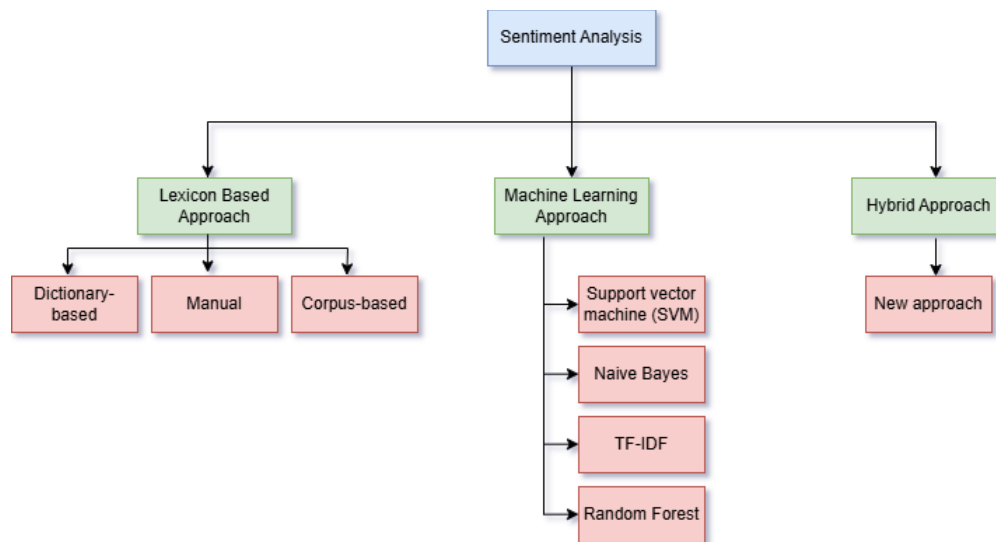 Sentiment Analysis
Lexicon Based
Approach
Machine Learning
Approach
Hybrid Approach
Dictionary-
based
Manual
Corpus-based
Support vector
machine (SVM)
New approach
Naive Bayes
TF-IDF
Random Forest